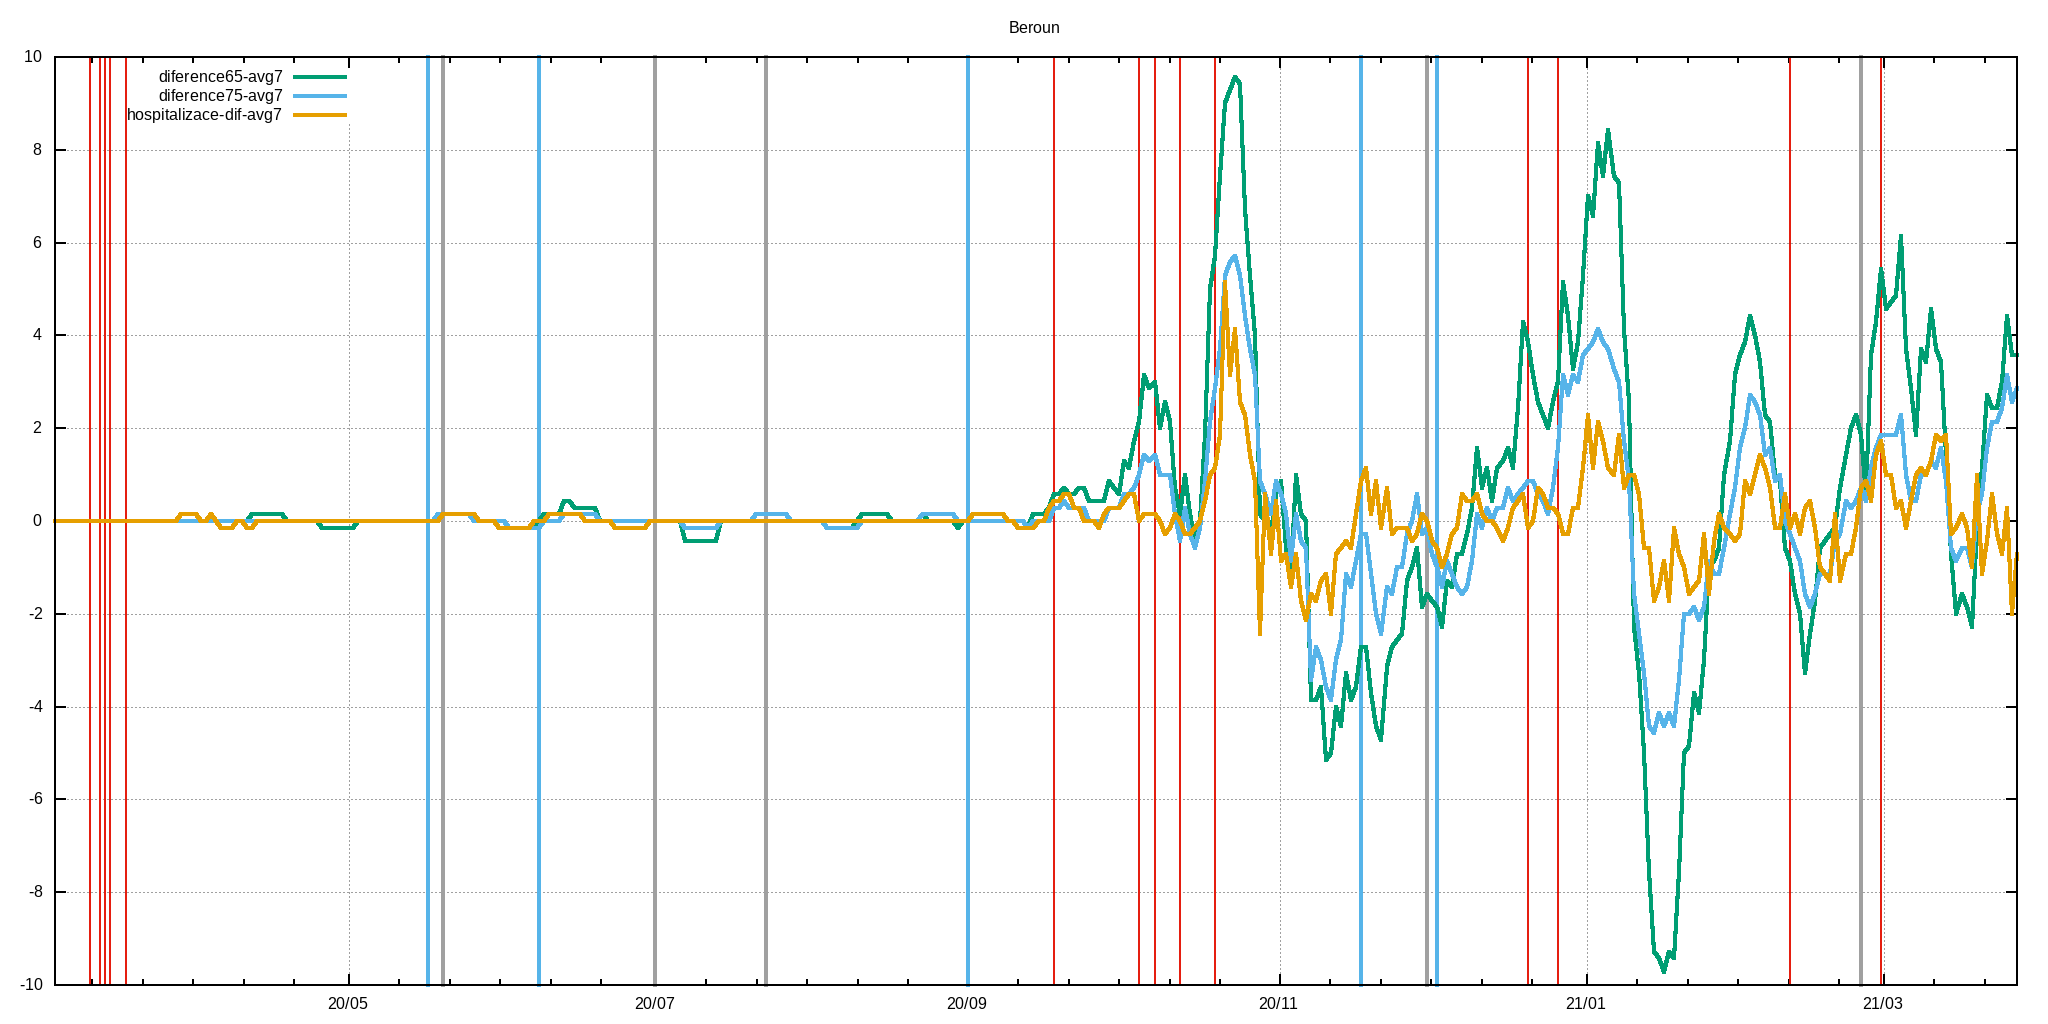 Beroun
diference65-avg7
diference75-avg7
hospitalizace-dif-avg7
10
8
6
4
2
0
-2
-4
-6
-8
-10
20/05 20/07 20/09 20/11 21/01 21/03